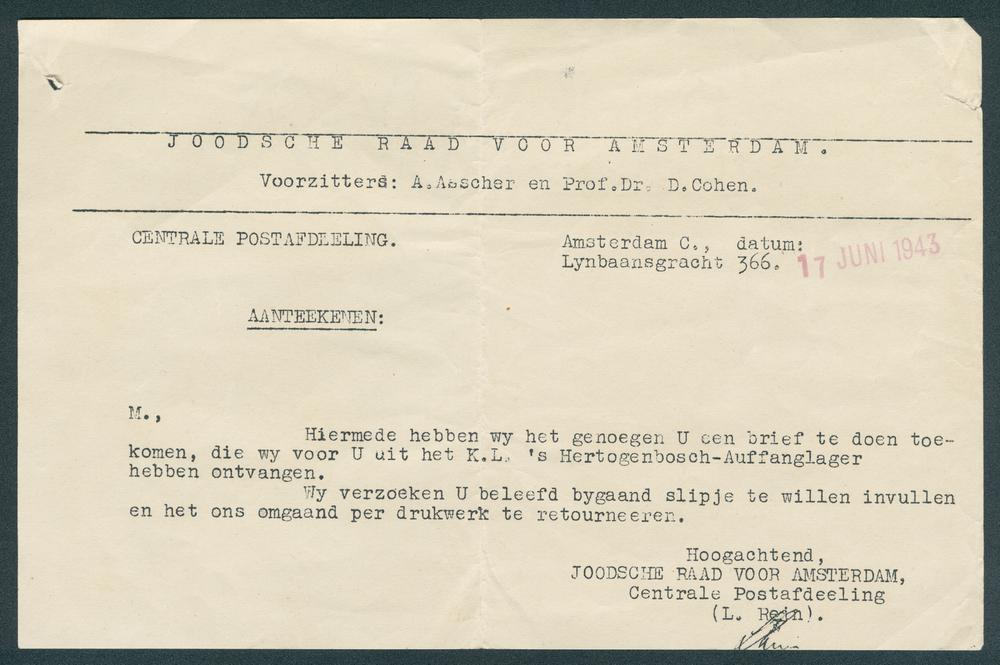 JOODSCHE RAAD VOOR AMSTERDAM.
Voorzitters: A.Asscher en Prof.Dr. D.Cohen.
CENTRALE POSTAFDEELING.
Amsterdam C., datum:
Lynbaansgracht 366. 17 JUNI 1943
AANTEEKENEN:
M.,
Hiermede hebben wy het genoegen U een brief te doen toe-
komen, die wy voor U uit het K.L. 's Hertogenbosch-Auffanglager
hebben ontvangen.
Wy verzoeken U beleefd bygaand slipje te willen invullen
en het ons omgaand per drukwerk te retourneeren.
Hoogachtend,
JOODSCHE RAAD VOOR AMSTERDAM,
Centrale Postafdeeling
(L. Rein).